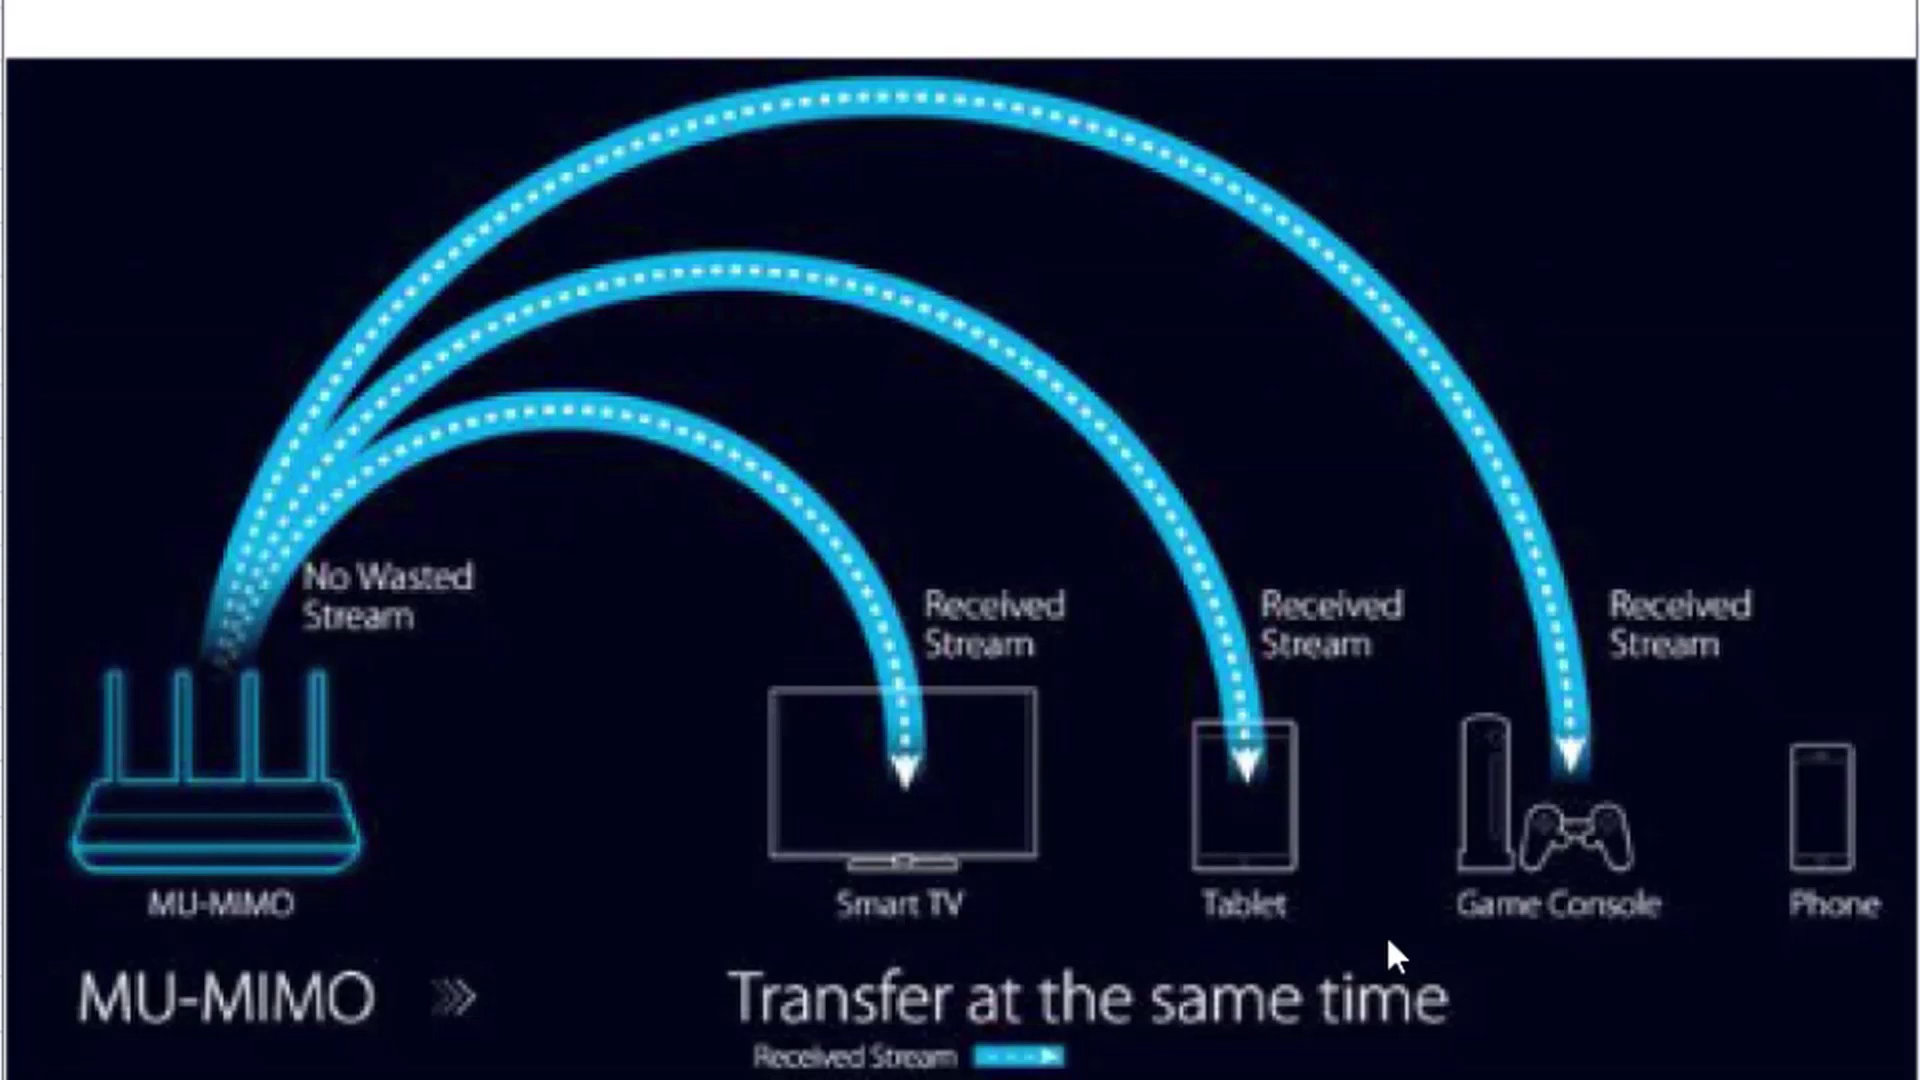 No Wasted
Stream
Received
Stream
Received
Stream
Received
Stream
MU-MIMO
Smart TV
Tablet
Game Console
Phone
MU-MIMO
Transfer at the same time
Received Stream